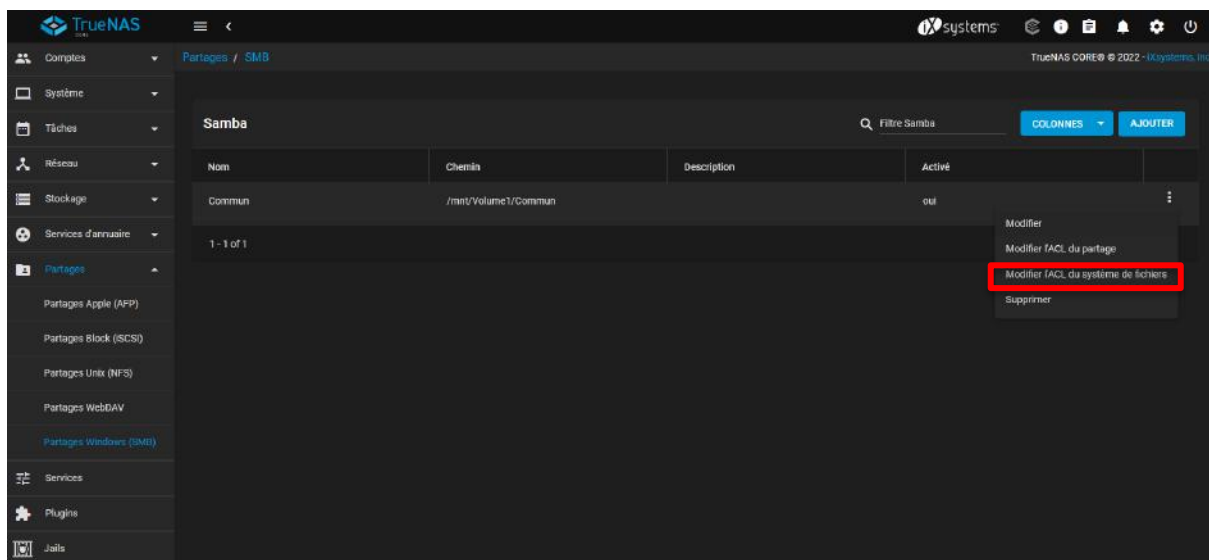 TrueNAS
CORE
iXsystems
Comptes
Partages / SMB
TrueNAS CORE® © 2022 - iXsystems, Inc
Système
Tâches
Samba
Filtre Samba
COLONNES
AJOUTER
Réseau
Nom
Chemin
Description
Activé
Stockage
Commun
/mnt/Volume1/Commun
oui
Modifier
Services d'annuaire
1 - 1 of 1
Modifier l'ACL du partage
Partages
Modifier l'ACL du système de fichiers
Partages Apple (AFP)
Supprimer
Partages Block (iSCSI)
Partages Unix (NFS)
Partages WebDAV
Partages Windows (SMB)
Services
Plugins
Jails